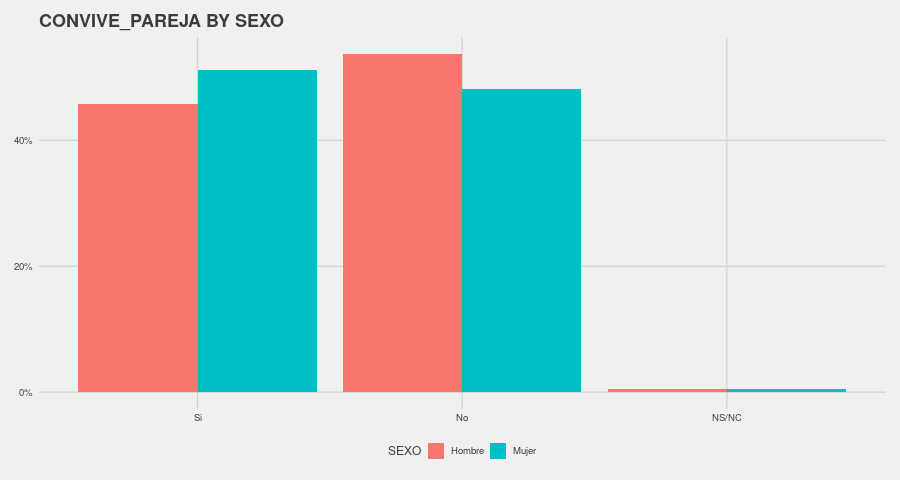 CONVIVE_PAREJA BY SEXO
40%
20%
0%
Si
No
NS/NC
SEXO
Hombre
Mujer